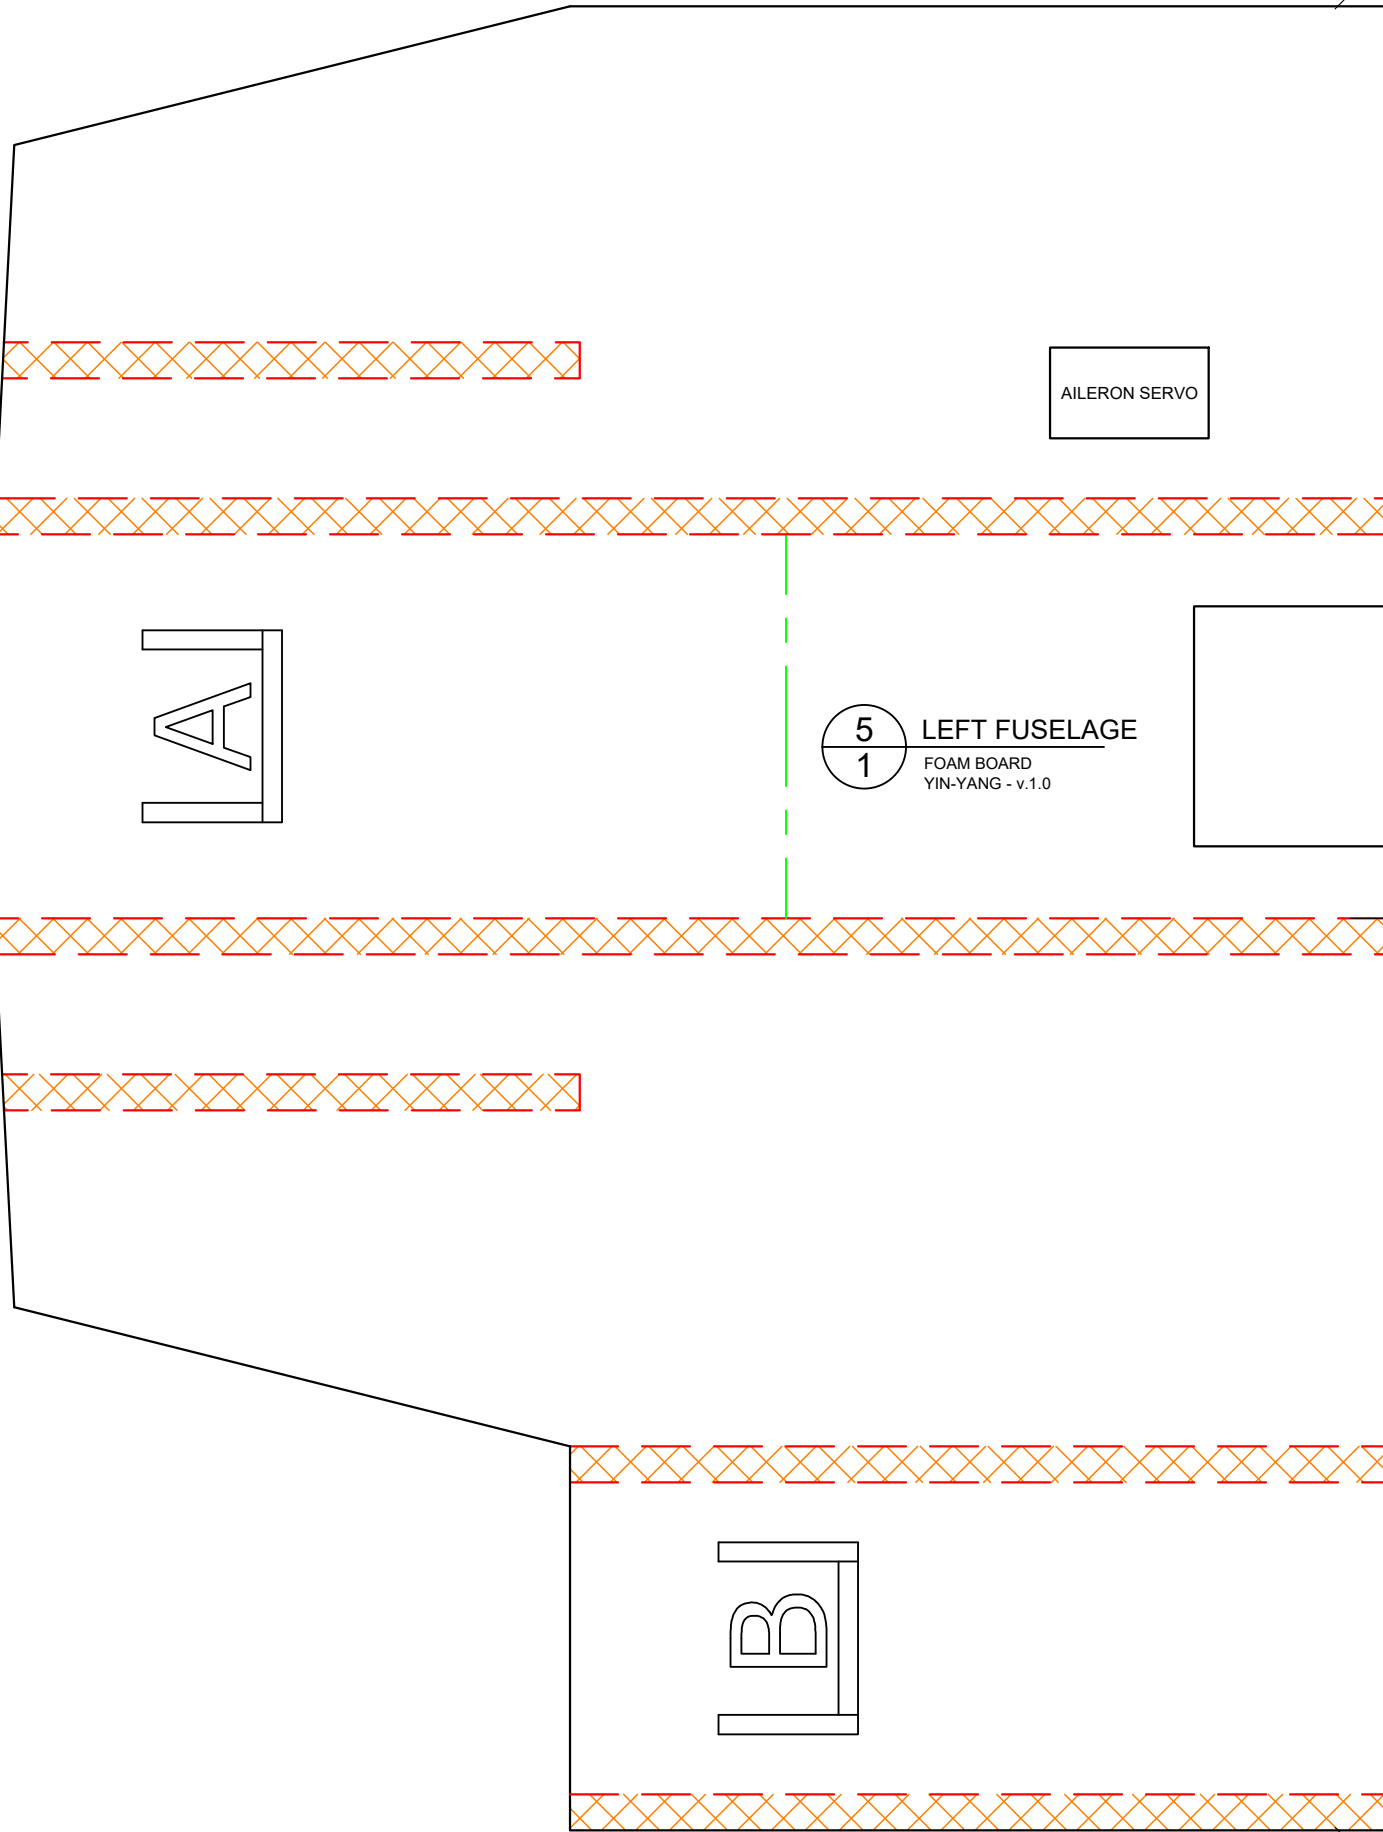 AILERON SERVO
A
5
1
LEFT FUSELAGE
FOAM BOARD
YIN-YANG - v.1.0
B